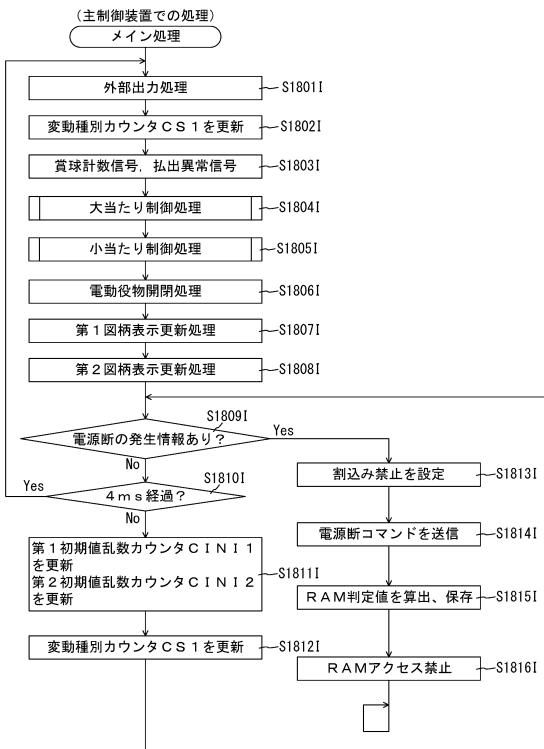 (主制御装置での処理)
メイン処理
外部出力処理
S1801I
変動種別カウンタCS1を更新
S1802I
賞球計数信号、払出異常信号
S1803I
大当たり制御処理
S1804I
小当たり制御処理
S1805I
電動役物開閉処理
S1806I
第1図柄表示更新処理
S1807I
第2図柄表示更新処理
S1808I
S1809I
電源断の発生情報あり?
Yes
No
S1810I
Yes
4ms経過?
No
第1初期値乱数カウンタCINI1
を更新
第2初期値乱数カウンタCINI2
を更新
S1811I
変動種別カウンタCS1を更新
S1812I
割込み禁止を設定
S1813I
電源断コマンドを送信
S1814I
RAM判定値を算出、保存
S1815I
RAMアクセス禁止
S1816I